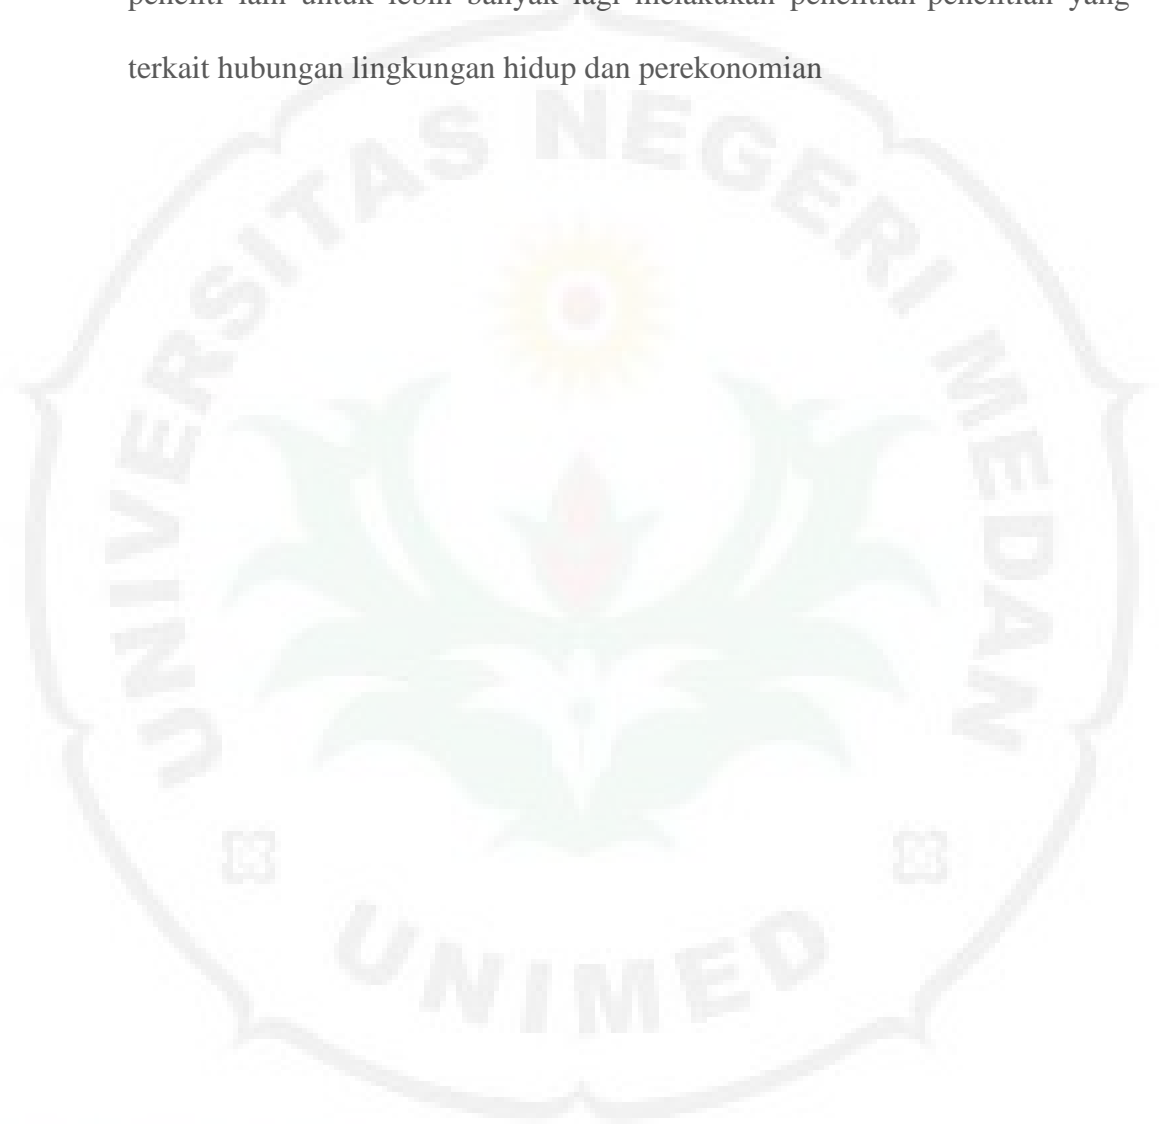 peneliti lain untuk lebih banyak lagi melakukan penelitian-penelitian yang
terkait hubungan lingkungan hidup dan perekonomian
UNIVERSITAS NEGERI MEDAN
UNIMED